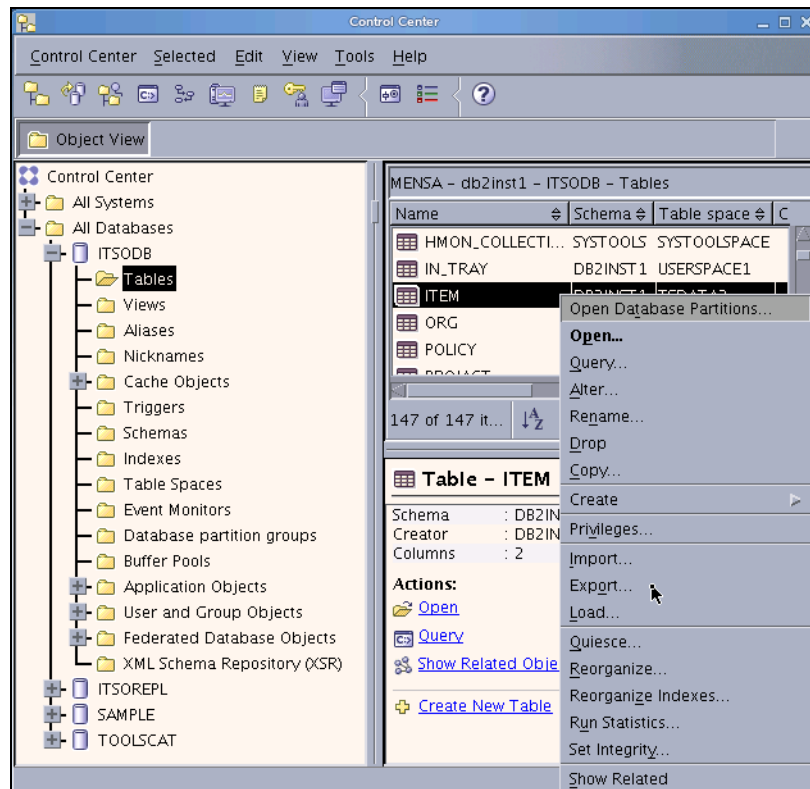 Control Center
Control Center Selected Edit View Tools Help
Object View
Control Center
All Systems
All Databases
ITSODB
Tables
Views
Aliases
Nicknames
Cache Objects
Triggers
Schemas
Indexes
Table Spaces
Event Monitors
Database partition groups
Buffer Pools
Application Objects
User and Group Objects
Federated Database Objects
XML Schema Repository (XSR)
ITSOREPL
SAMPLE
TOOLSCAT
MENSA - db2inst1 - ITSODB - Tables
Name Schema Table space C
HMON_COLLECTI... SYSTOOLS SYSTOOLSPACE
IN_TRAY DB2INST1 USERSPACE1
ITEM
ORG
POLICY
147 of 147 it...
Table - ITEM
Schema : DB2IN
Creator : DB2IN
Columns : 2
Actions:
Open
Query
Show Related Obje
Create New Table
Open Database Partitions...
Open...
Query...
Alter...
Rename...
Drop
Copy...
Create
Privileges...
Import...
Export...
Load...
Quiesce...
Reorganize...
Reorganize Indexes...
Run Statistics...
Set Integrity...
Show Related